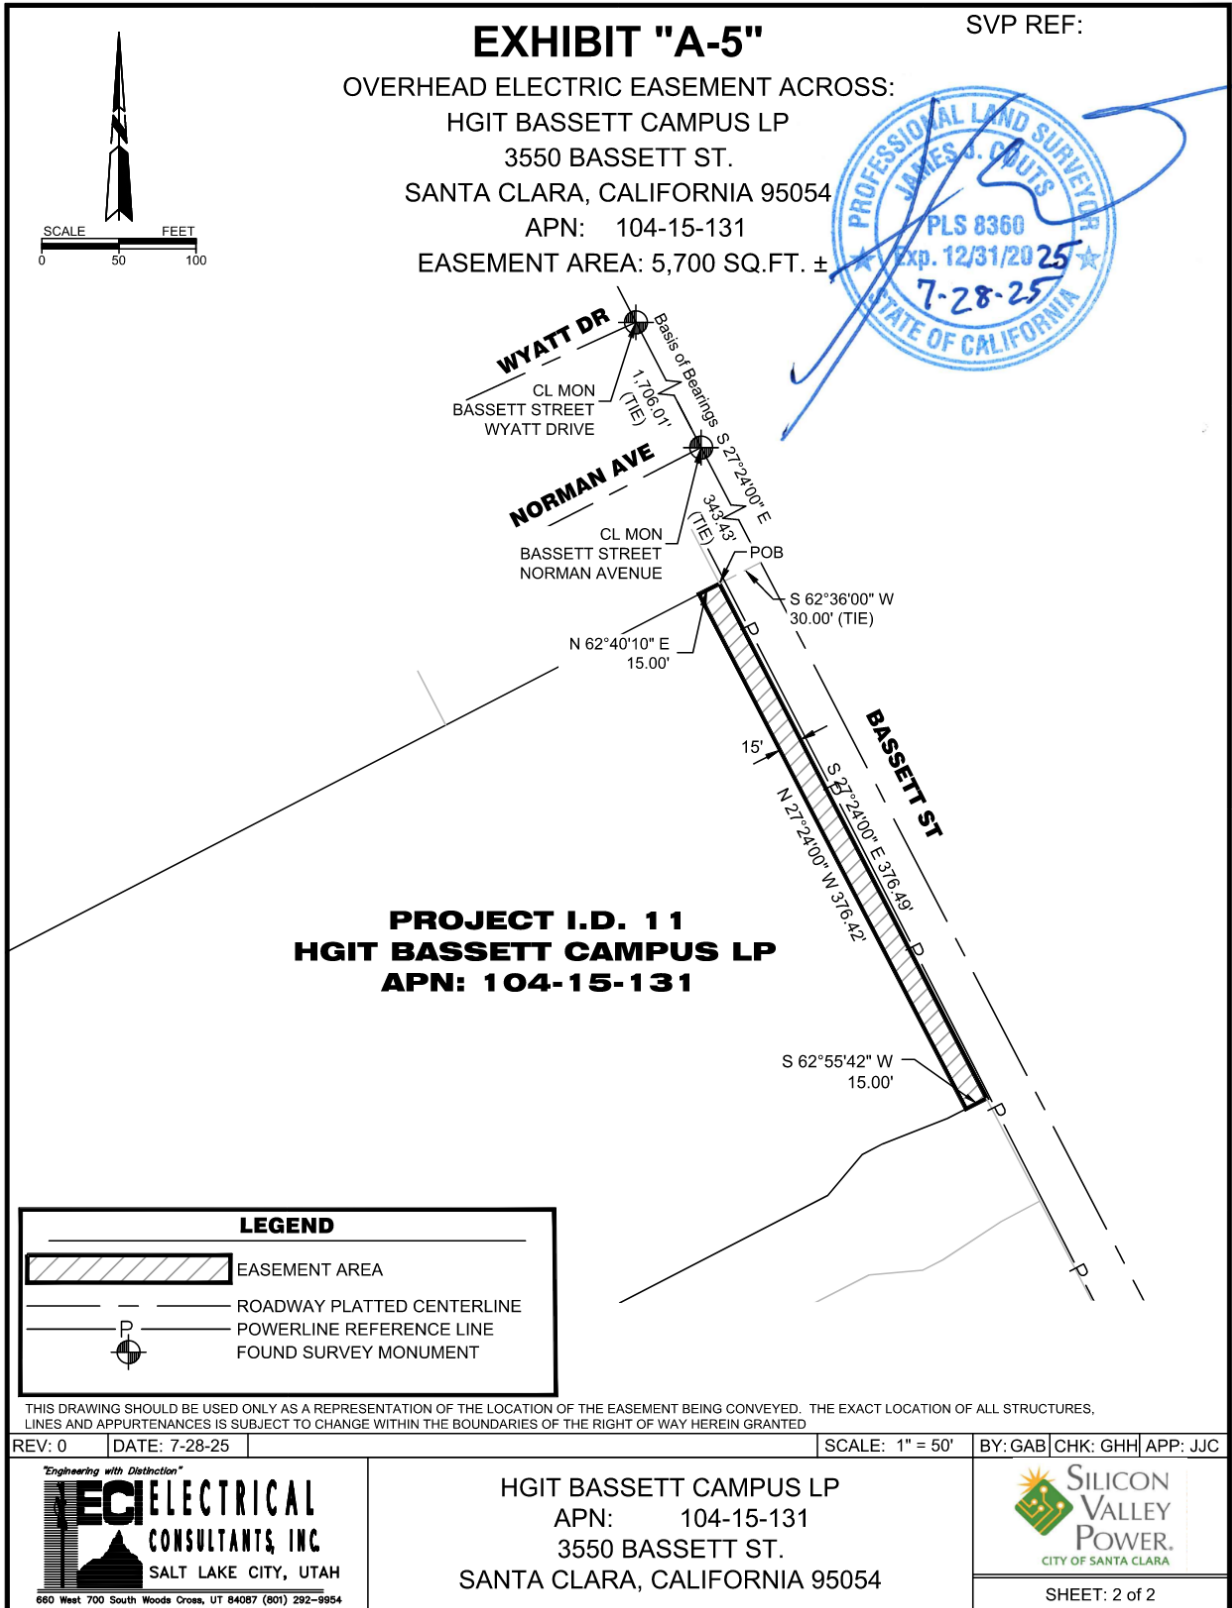 SVP REF:
EXHIBIT "A-5"
OVERHEAD ELECTRIC EASEMENT ACROSS:
HGIT BASSETT CAMPUS LP
3550 BASSETT ST.
SANTA CLARA, CALIFORNIA 95054
APN: 104-15-131
EASEMENT AREA: 5,700 SQ.FT. ±
N
SCALE FEET
0 50 100
PROFESSIONAL LAND SURVEYOR
JAMES J. COUTS
PLS 8360
Exp. 12/31/2025
7-28-25
STATE OF CALIFORNIA
WYATT DR
CL MON
BASSETT STREET
WYATT DRIVE
1,706.01'
(TIE)
Basis of Bearings S 27°24'00" E
NORMAN AVE
CL MON
BASSETT STREET
NORMAN AVENUE
343.43'
(TIE)
POB
S 62°36'00" W
30.00' (TIE)
N 62°40'10" E
15.00'
P
15'
BASSETT ST
S 27°24'00" E 376.49'
P
N 27°24'00" W 376.42'
P
PROJECT I.D. 11
HGIT BASSETT CAMPUS LP
APN: 104-15-131
S 62°55'42" W
15.00'
P
P
LEGEND
EASEMENT AREA
ROADWAY PLATTED CENTERLINE
P POWERLINE REFERENCE LINE
FOUND SURVEY MONUMENT
THIS DRAWING SHOULD BE USED ONLY AS A REPRESENTATION OF THE LOCATION OF THE EASEMENT BEING CONVEYED. THE EXACT LOCATION OF ALL STRUCTURES,
LINES AND APPURTENANCES IS SUBJECT TO CHANGE WITHIN THE BOUNDARIES OF THE RIGHT OF WAY HEREIN GRANTED
REV: 0 DATE: 7-28-25 SCALE: 1" = 50' BY: GAB CHK: GHH APP: JJC
"Engineering with Distinction"
ECI ELECTRICAL
CONSULTANTS, INC.
SALT LAKE CITY, UTAH
660 West 700 South Woods Cross, UT 84087 (801) 292-9954
HGIT BASSETT CAMPUS LP
APN: 104-15-131
3550 BASSETT ST.
SANTA CLARA, CALIFORNIA 95054
SILICON
VALLEY
POWER.
CITY OF SANTA CLARA
SHEET: 2 of 2